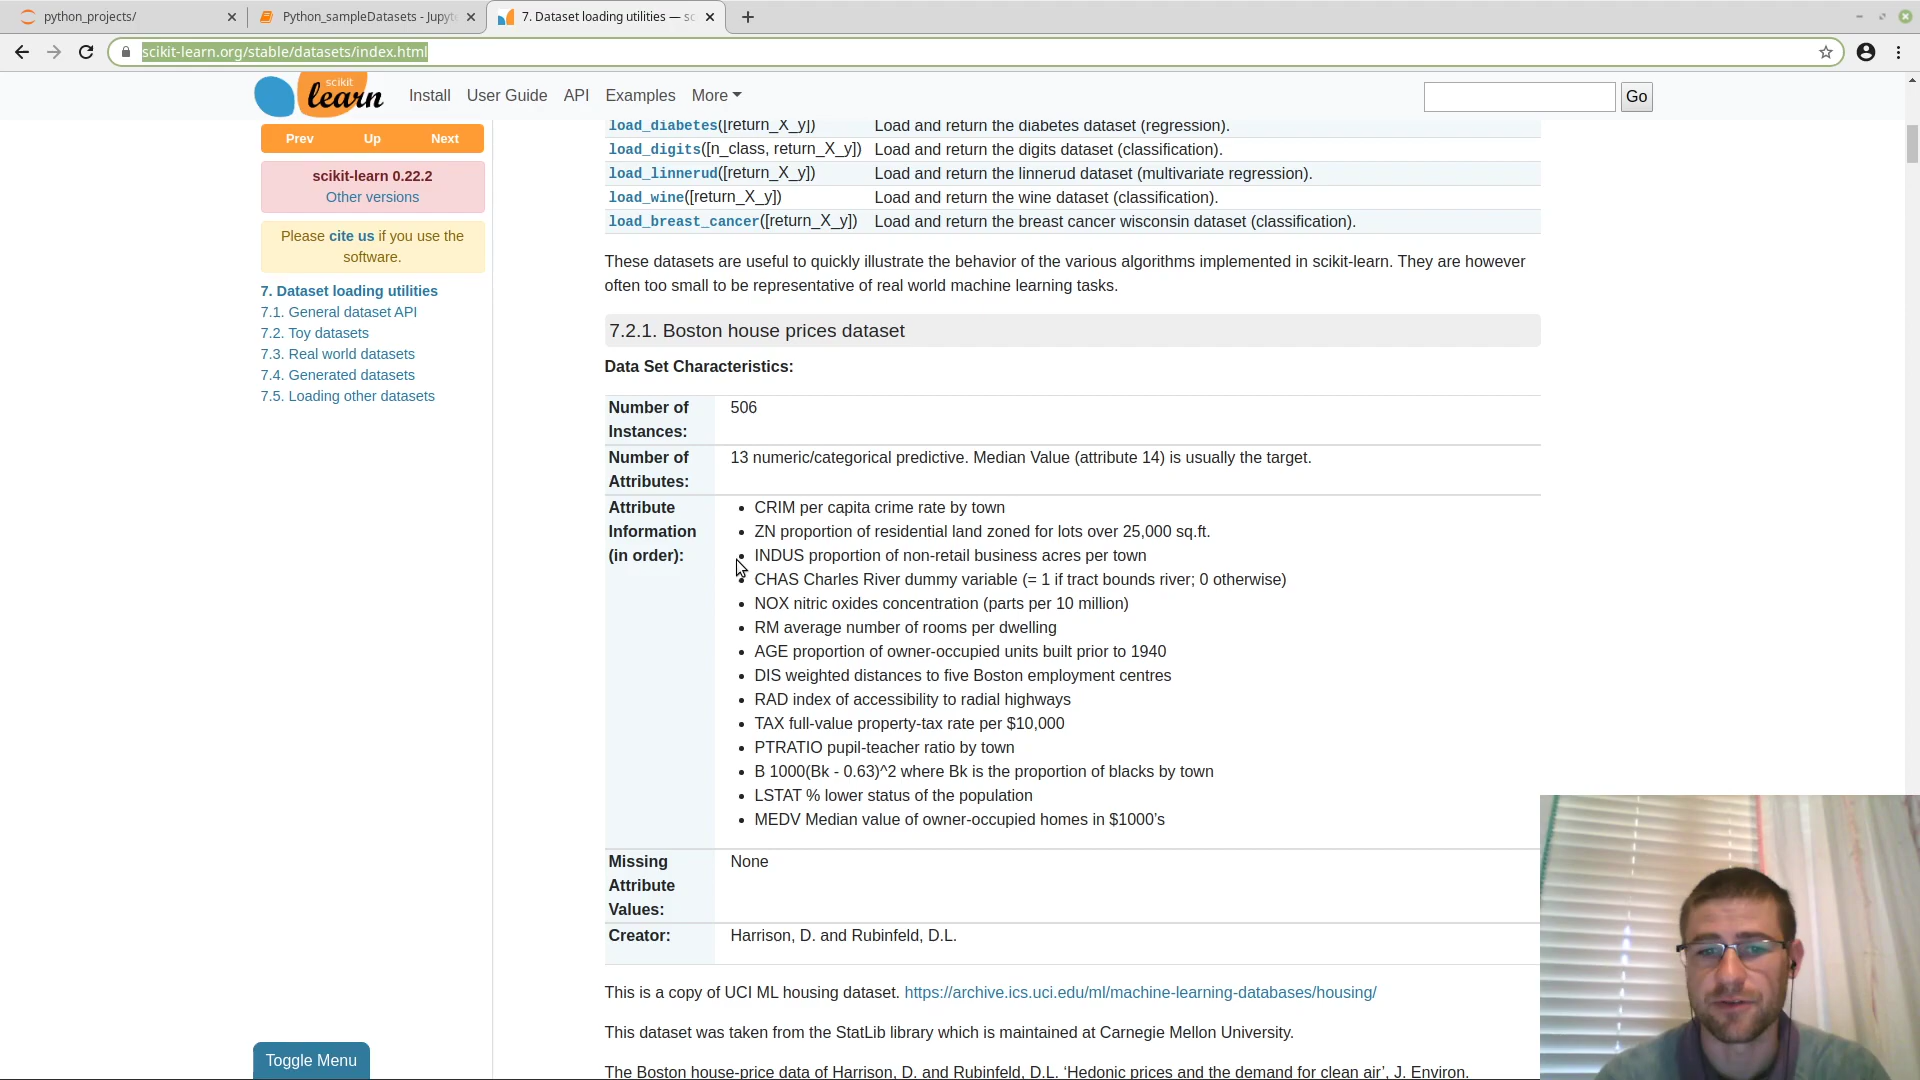 python_projects/
Python_sampleDatasets - Jupyt
7. Dataset loading utilities — sc
scikit-learn.org/stable/datasets/index.html
scikit
learn
Install
User Guide
API
Examples
More
Go
Prev
Up
Next
scikit-learn 0.22.2
Other versions
Please cite us if you use the
software.
7. Dataset loading utilities
7.1. General dataset API
7.2. Toy datasets
7.3. Real world datasets
7.4. Generated datasets
7.5. Loading other datasets
Toggle Menu
load_diabetes([return_X_y]) Load and return the diabetes dataset (regression).
load_digits([n_class, return_X_y]) Load and return the digits dataset (classification).
load_linnerud([return_X_y]) Load and return the linnerud dataset (multivariate regression).
load_wine([return_X_y]) Load and return the wine dataset (classification).
load_breast_cancer([return_X_y]) Load and return the breast cancer wisconsin dataset (classification).
These datasets are useful to quickly illustrate the behavior of the various algorithms implemented in scikit-learn. They are however
often too small to be representative of real world machine learning tasks.
7.2.1. Boston house prices dataset
Data Set Characteristics:
Number of
Instances:
506
Number of
Attributes:
13 numeric/categorical predictive. Median Value (attribute 14) is usually the target.
Attribute
Information
(in order):
• CRIM per capita crime rate by town
• ZN proportion of residential land zoned for lots over 25,000 sq.ft.
• INDUS proportion of non-retail business acres per town
• CHAS Charles River dummy variable (= 1 if tract bounds river; 0 otherwise)
• NOX nitric oxides concentration (parts per 10 million)
• RM average number of rooms per dwelling
• AGE proportion of owner-occupied units built prior to 1940
• DIS weighted distances to five Boston employment centres
• RAD index of accessibility to radial highways
• TAX full-value property-tax rate per $10,000
• PTRATIO pupil-teacher ratio by town
• B 1000(Bk - 0.63)^2 where Bk is the proportion of blacks by town
• LSTAT % lower status of the population
• MEDV Median value of owner-occupied homes in $1000’s
Missing
Attribute
Values:
None
Creator:
Harrison, D. and Rubinfeld, D.L.
This is a copy of UCI ML housing dataset. https://archive.ics.uci.edu/ml/machine-learning-databases/housing/
This dataset was taken from the StatLib library which is maintained at Carnegie Mellon University.
The Boston house-price data of Harrison, D. and Rubinfeld, D.L. ‘Hedonic prices and the demand for clean air’, J. Environ.